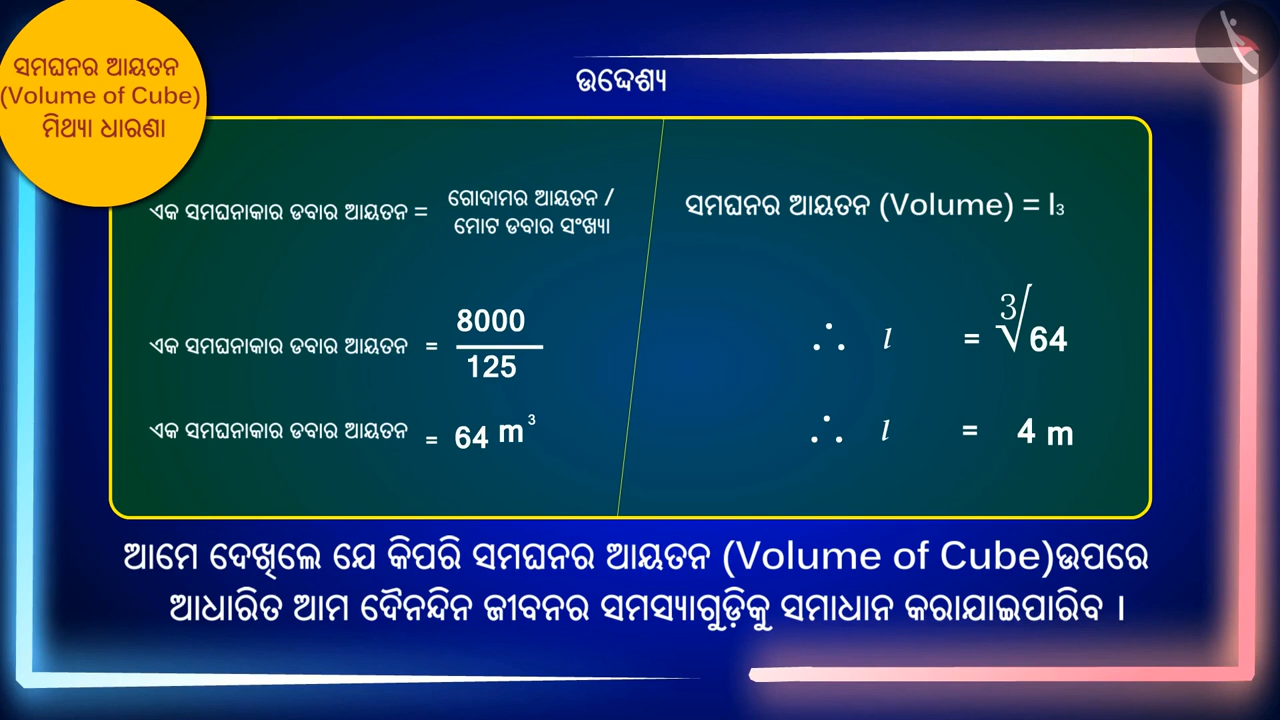 ସମଘନର ଆୟତନ
(Volume of Cube)
ମିଥ୍ୟା ଧାରଣା
ଉଦ୍ଦେଶ୍ୟ
ଏକ ସମଘନାକାର ଡବାର ଆୟତନ = ଗୋଦାମର ଆୟତନ /
ମୋଟ ଡବାର ସଂଖ୍ୟା
ଏକ ସମଘନାକାର ଡବାର ଆୟତନ = 8000
125
ଏକ ସମଘନାକାର ଡବାର ଆୟତନ = 64 m³
ସମଘନର ଆୟତନ (Volume) = l₃
∴ l = ∛64
∴ l = 4 m
ଆମେ ଦେଖିଲେ ଯେ କିପରି ସମଘନର ଆୟତନ (Volume of Cube)ଉପରେ
ଆଧାରିତ ଆମ ଦୈନନ୍ଦିନ ଜୀବନର ସମସ୍ୟାଗୁଡ଼ିକୁ ସମାଧାନ କରାଯାଇପାରିବ ।